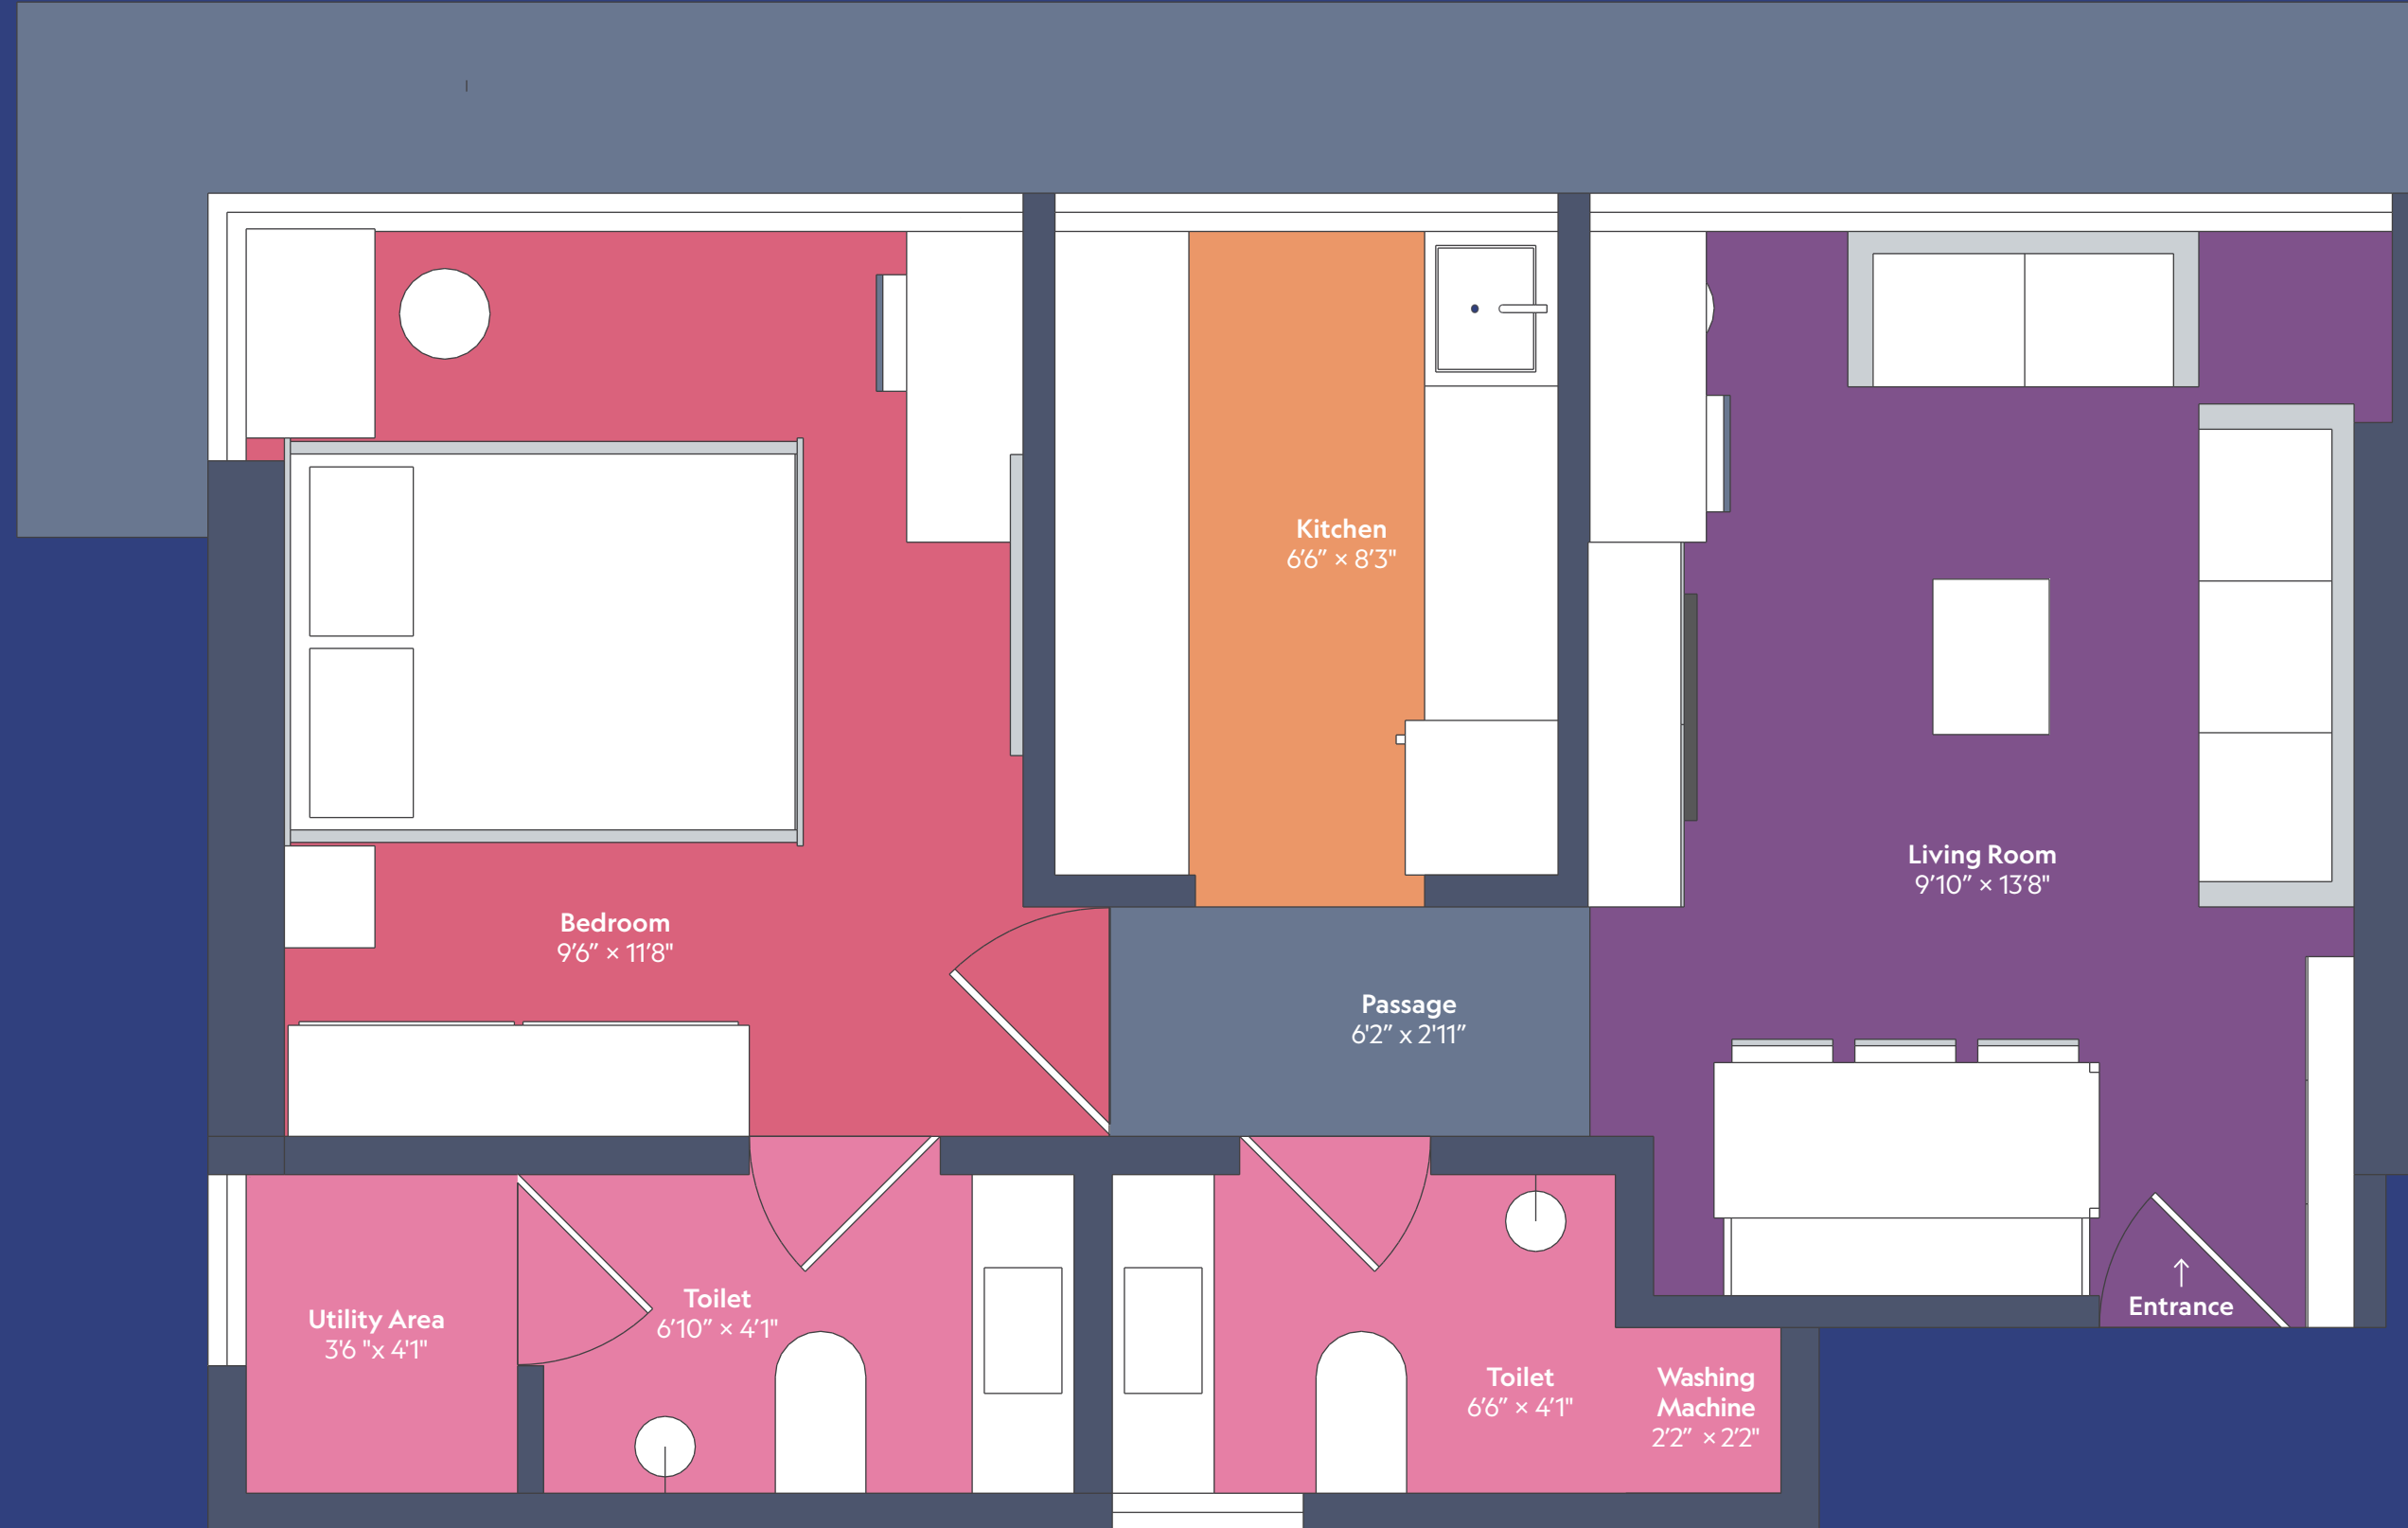 Kitchen
6'6” × 8'3"
Living Room
9'10” × 13'8"
Bedroom
9'6” × 11'8"
Passage
6'2” x 2'11”
Entrance
Utility Area
3'6 "x 4'1"
Toilet
6'10” × 4'1"
Toilet
6'6” × 4'1"
Washing
Machine
2'2” × 2'2"